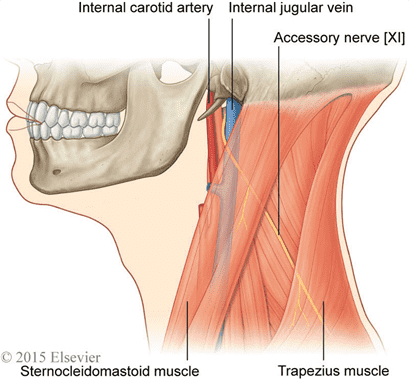 Internal carotid artery
Internal jugular vein
Accessory nerve [XI]
© 2015 Elsevier
Sternocleidomastoid muscle
Trapezius muscle